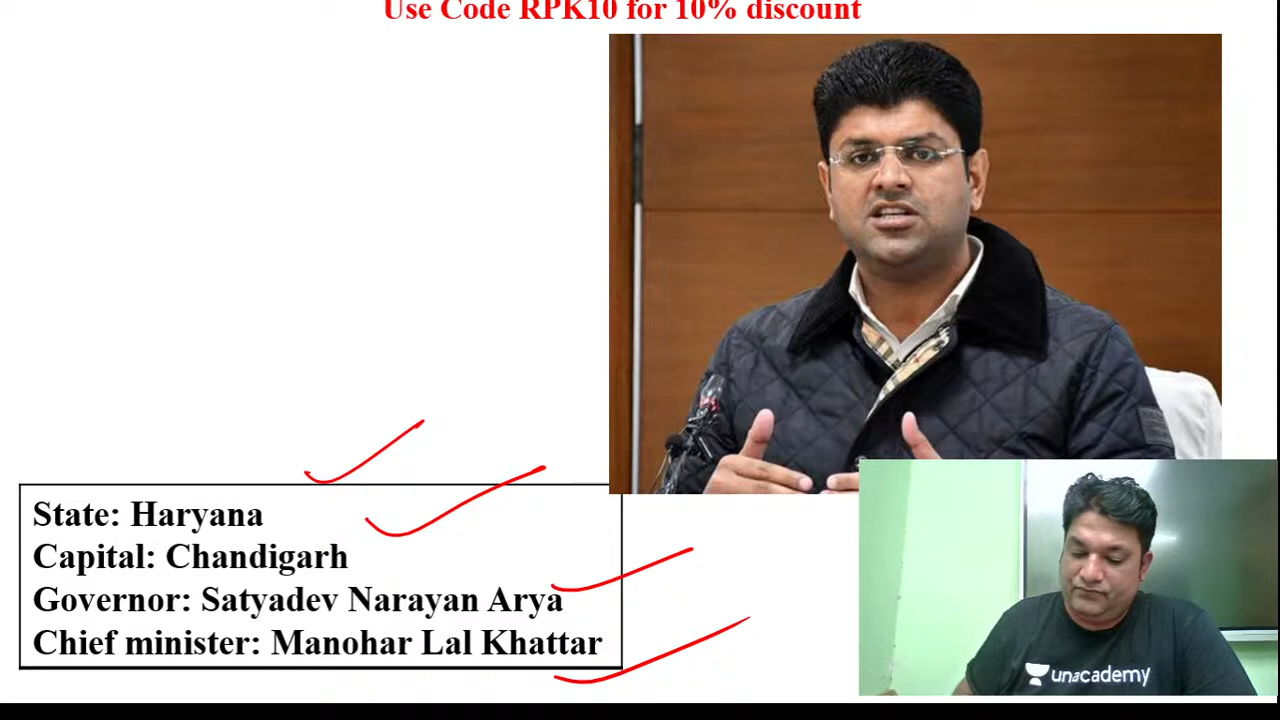 Use Code RPK10 for 10% discount
State: Haryana
Capital: Chandigarh
Governor: Satyadev Narayan Arya
Chief minister: Manohar Lal Khattar
unacademy